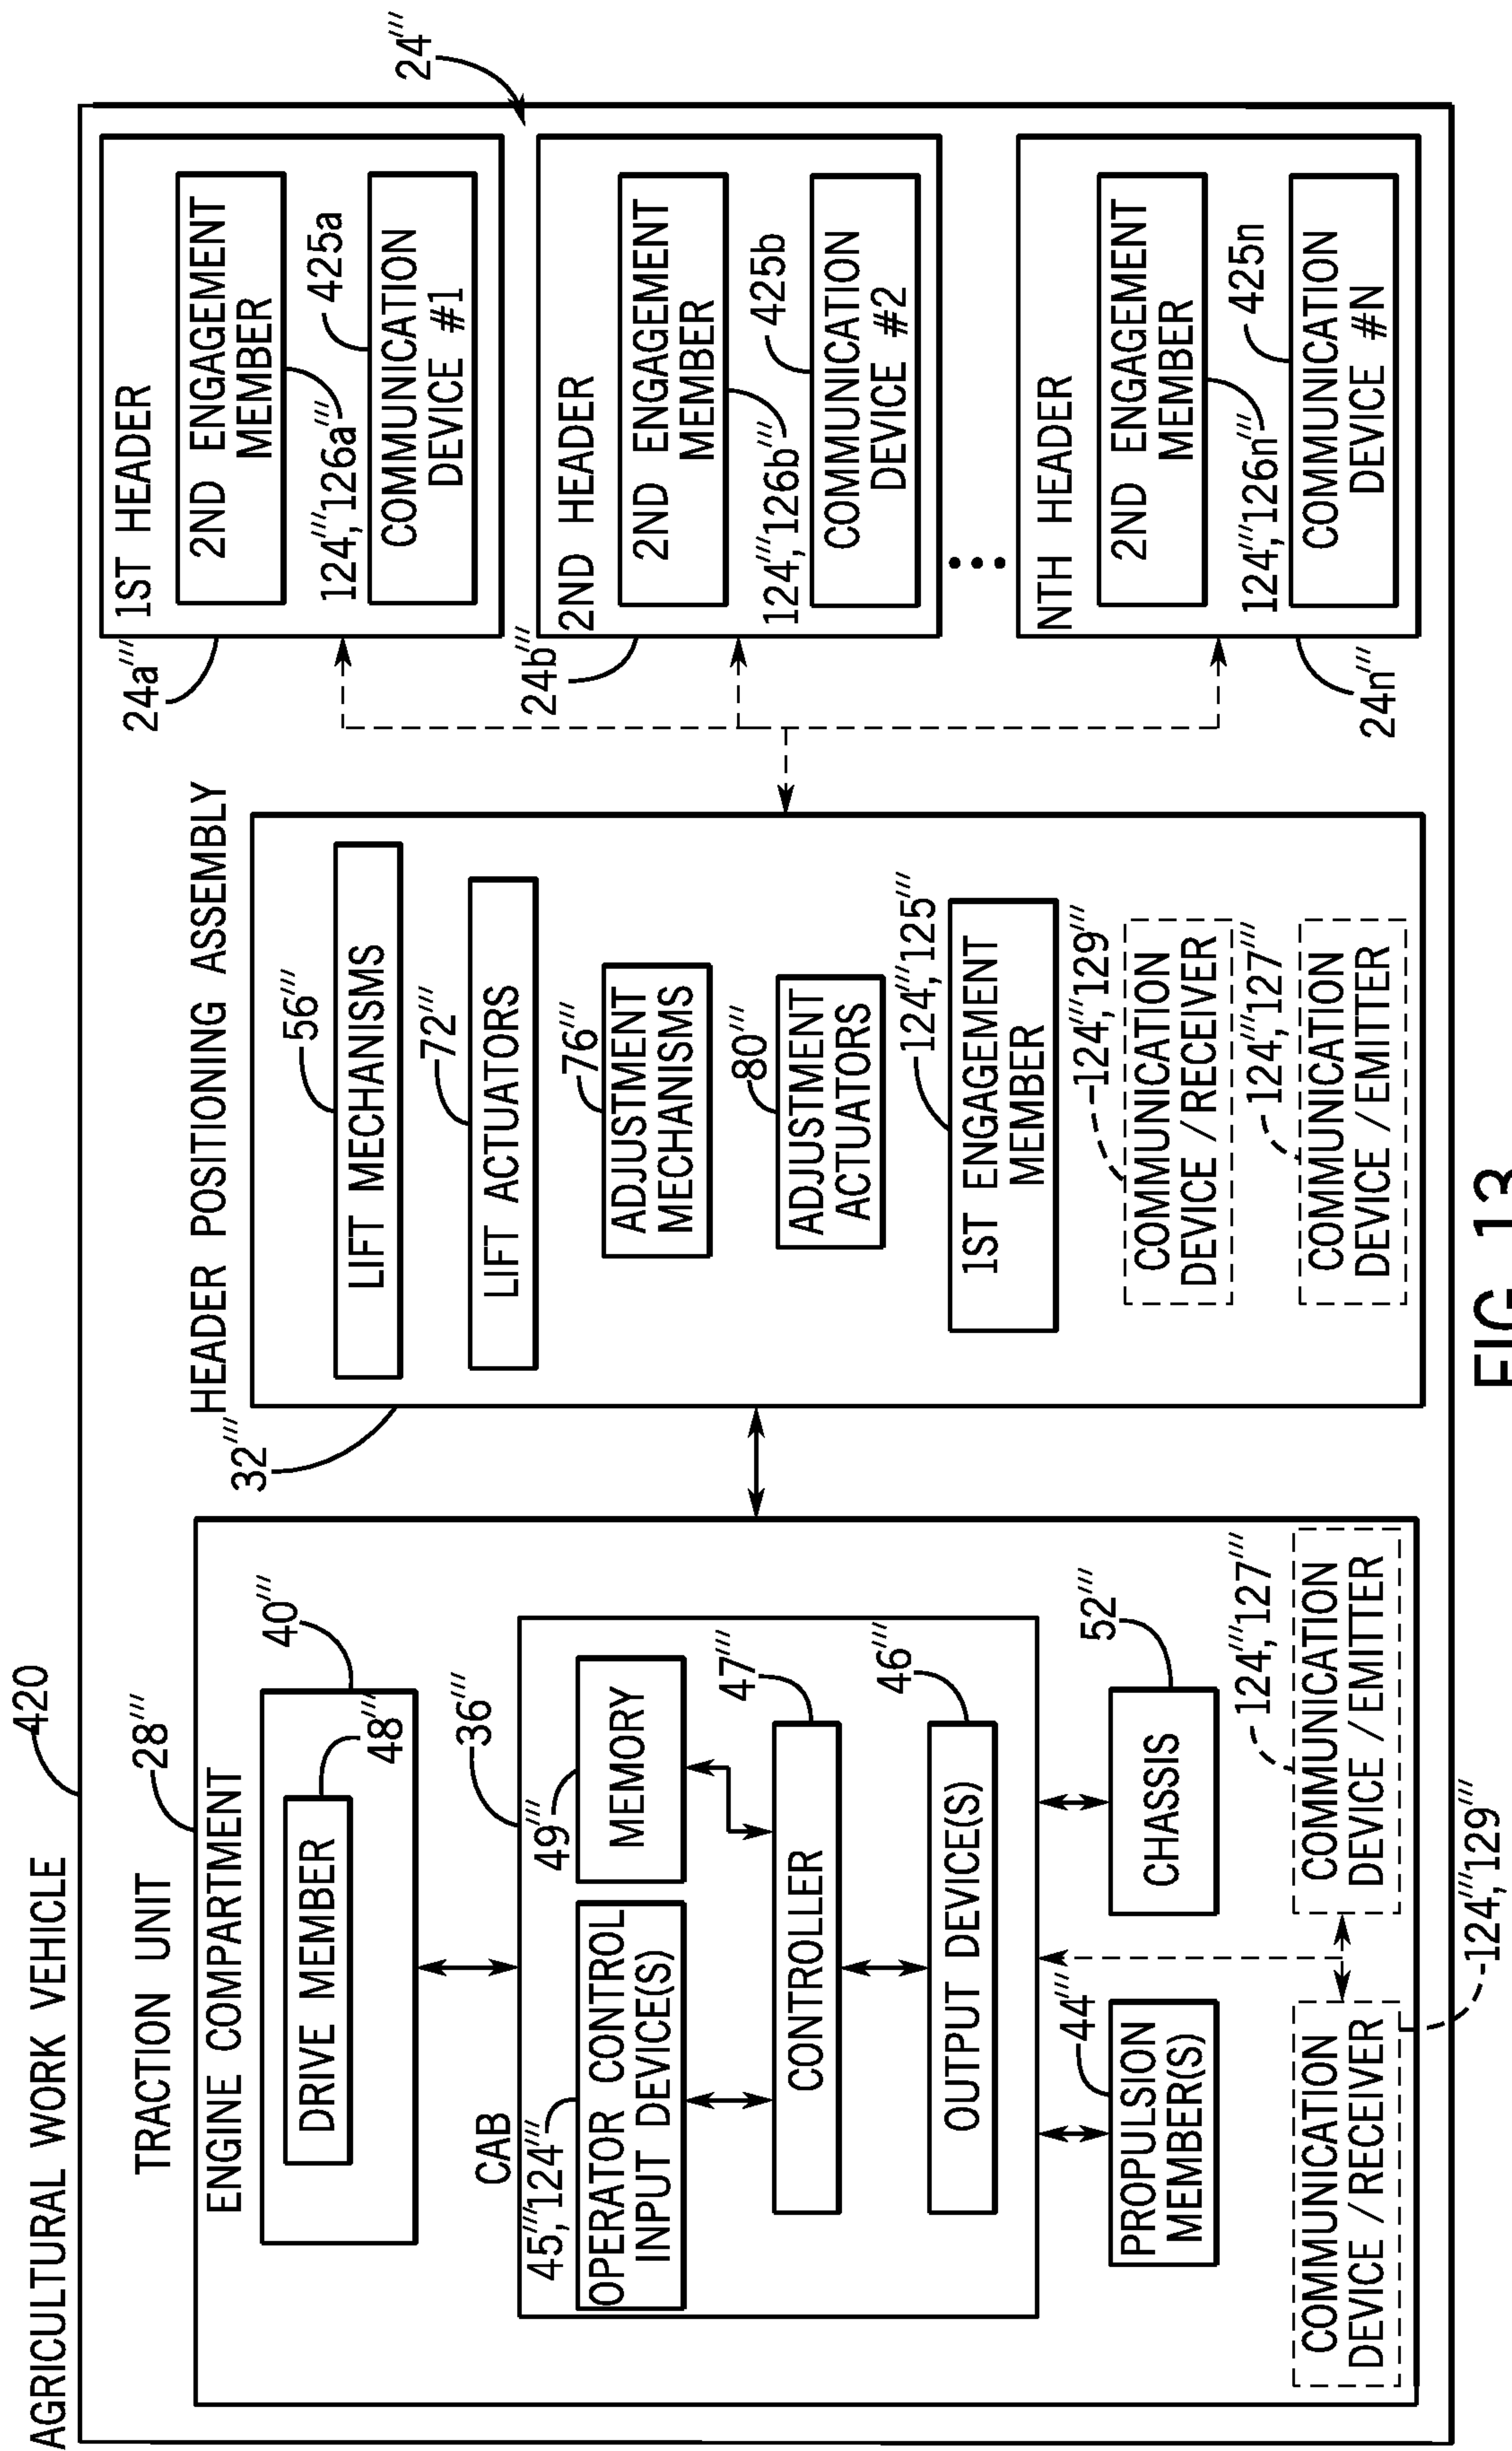 AGRICULTURAL WORK VEHICLE
420
TRACTION UNIT
28'''
ENGINE COMPARTMENT
40'''
DRIVE MEMBER
48'''
CAB
36'''
45''',124'''
OPERATOR CONTROL
INPUT DEVICE(S)
49'''
MEMORY
47'''
CONTROLLER
46'''
OUTPUT DEVICE(S)
44'''
PROPULSION
MEMBER(S)
52'''
CHASSIS
COMMUNICATION
DEVICE/RECEIVER
124''',129'''
124''',127'''
COMMUNICATION
DEVICE/EMITTER
HEADER POSITIONING ASSEMBLY
32'''
56'''
LIFT MECHANISMS
72'''
LIFT ACTUATORS
76'''
ADJUSTMENT
MECHANISMS
80'''
ADJUSTMENT
ACTUATORS
124''',125'''
1ST ENGAGEMENT
MEMBER
124''',129'''
COMMUNICATION
DEVICE/RECEIVER
124''',127'''
COMMUNICATION
DEVICE/EMITTER
24'''
24a'''
1ST HEADER
2ND ENGAGEMENT
MEMBER
124''',126a'''
425a
COMMUNICATION
DEVICE #1
24b'''
2ND HEADER
2ND ENGAGEMENT
MEMBER
124''',126b'''
425b
COMMUNICATION
DEVICE #2
•••
24n'''
NTH HEADER
2ND ENGAGEMENT
MEMBER
124''',126n'''
425n
COMMUNICATION
DEVICE #N
FIG. 13